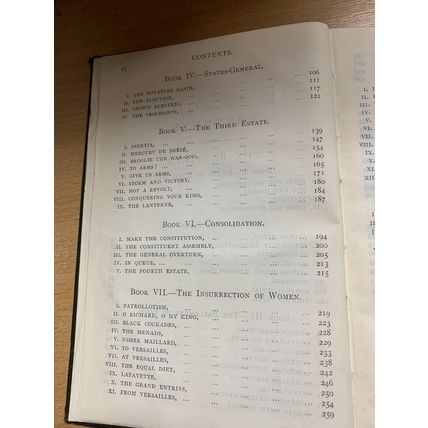 vi
CONTENTS.
BOOK IV.—STATES-GENERAL.
I. THE NOTABLES AGAIN, ... 106
II. THE ELECTION, ... 111
III. GROWN ELECTRIC, ... 117
IV. THE PROCESSION, ... 121
BOOK V.—THE THIRD ESTATE.
I. INERTIA, ... 139
II. MERCURY DE BRÉZÉ, ... 147
III. BROGLIE THE WAR-GOD, ... 154
IV. TO ARMS! ... 160
V. GIVE US ARMS, ... 165
VI. STORM AND VICTORY, ... 171
VII. NOT A REVOLT, ... 180
VIII. CONQUERING YOUR KING, ... 184
IX. THE LANTERNE, ... 187
BOOK VI.—CONSOLIDATION.
I. MAKE THE CONSTITUTION, ... 194
II. THE CONSTITUENT ASSEMBLY, ... 200
III. THE GENERAL OVERTURN, ... 205
IV. IN QUEUE, ... 213
V. THE FOURTH ESTATE, ... 215
BOOK VII.—THE INSURRECTION OF WOMEN.
I. PATROLLOTISM, ... 219
II. O RICHARD, O MY KING, ... 223
III. BLACK COCKADES, ... 228
IV. THE MENADS, ... 229
V. USHER MAILLARD, ... 233
VI. TO VERSAILLES, ... 238
VII. AT VERSAILLES, ... 242
VIII. THE EQUAL DIET, ... 246
IX. LAFAYETTE, ... 250
X. THE GRAND ENTRIES, ... 254
XI. FROM VERSAILLES, ... 259